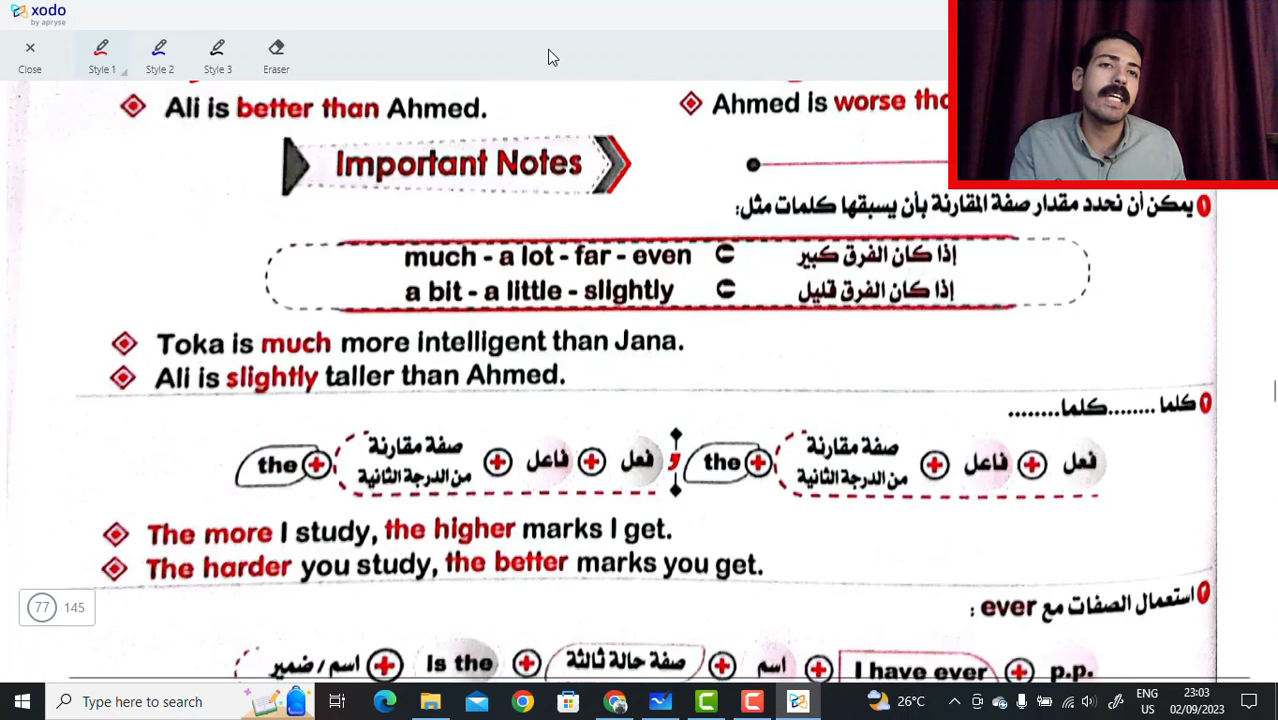 xodo
by apryse
Close
Style 1
Style 2
Style 3
Eraser
Ali is better than Ahmed.
Ahmed is worse tha
Important Notes
١ يمكن أن نحدد مقدار صفة المقارنة بأن يسبقها كلمات مثل:
إذا كان الفرق كبير
much - a lot - far - even
إذا كان الفرق قليل
a bit - a little - slightly
Toka is much more intelligent than Jana.
Ali is slightly taller than Ahmed.
٢ كلما ........كلما........
the + صفة مقارنة من الدرجة الثانية + فاعل + فعل , the + صفة مقارنة من الدرجة الثانية + فاعل + فعل
The more I study, the higher marks I get.
The harder you study, the better marks you get.
77 145
٣ استعمال الصفات مع ever :
اسم / ضمير + Is the + صفة حالة ثالثة + اسم + I have ever + p.p.
Type here to search
26°C
ENG
US
23:03
02/09/2023